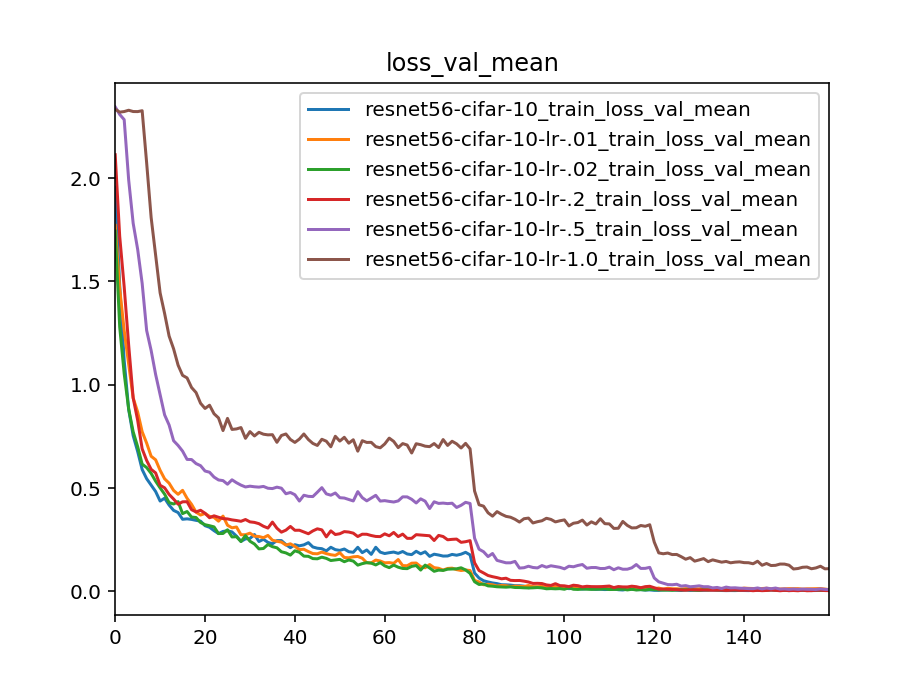 loss_val_mean
resnet56-cifar-10_train_loss_val_mean
resnet56-cifar-10-lr-.01_train_loss_val_mean
resnet56-cifar-10-lr-.02_train_loss_val_mean
resnet56-cifar-10-lr-.2_train_loss_val_mean
resnet56-cifar-10-lr-.5_train_loss_val_mean
resnet56-cifar-10-lr-1.0_train_loss_val_mean
2.0
1.5
1.0
0.5
0.0
0 20 40 60 80 100 120 140